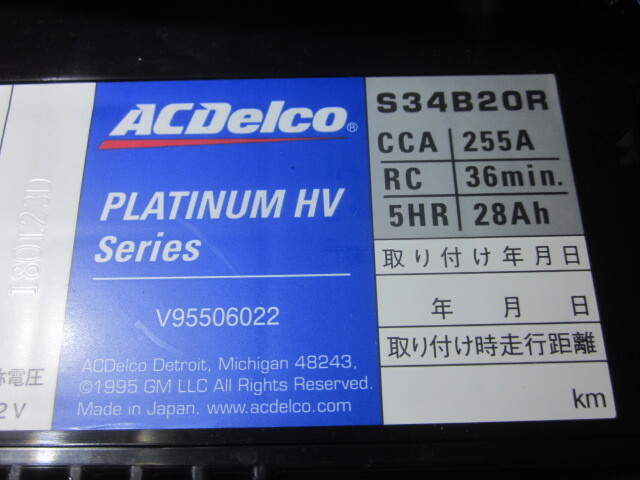 ACDelco®
PLATINUM HV
Series
V95506022
ACDelco Detroit, Michigan 48243,
©1995 GM LLC All Rights Reserved.
Made in Japan. www.acdelco.com
S34B20R
CCA 255A
RC 36min.
5HR 28Ah
取り付け年月日
年 月 日
取り付け時走行距離
km
180123D
電圧
2V